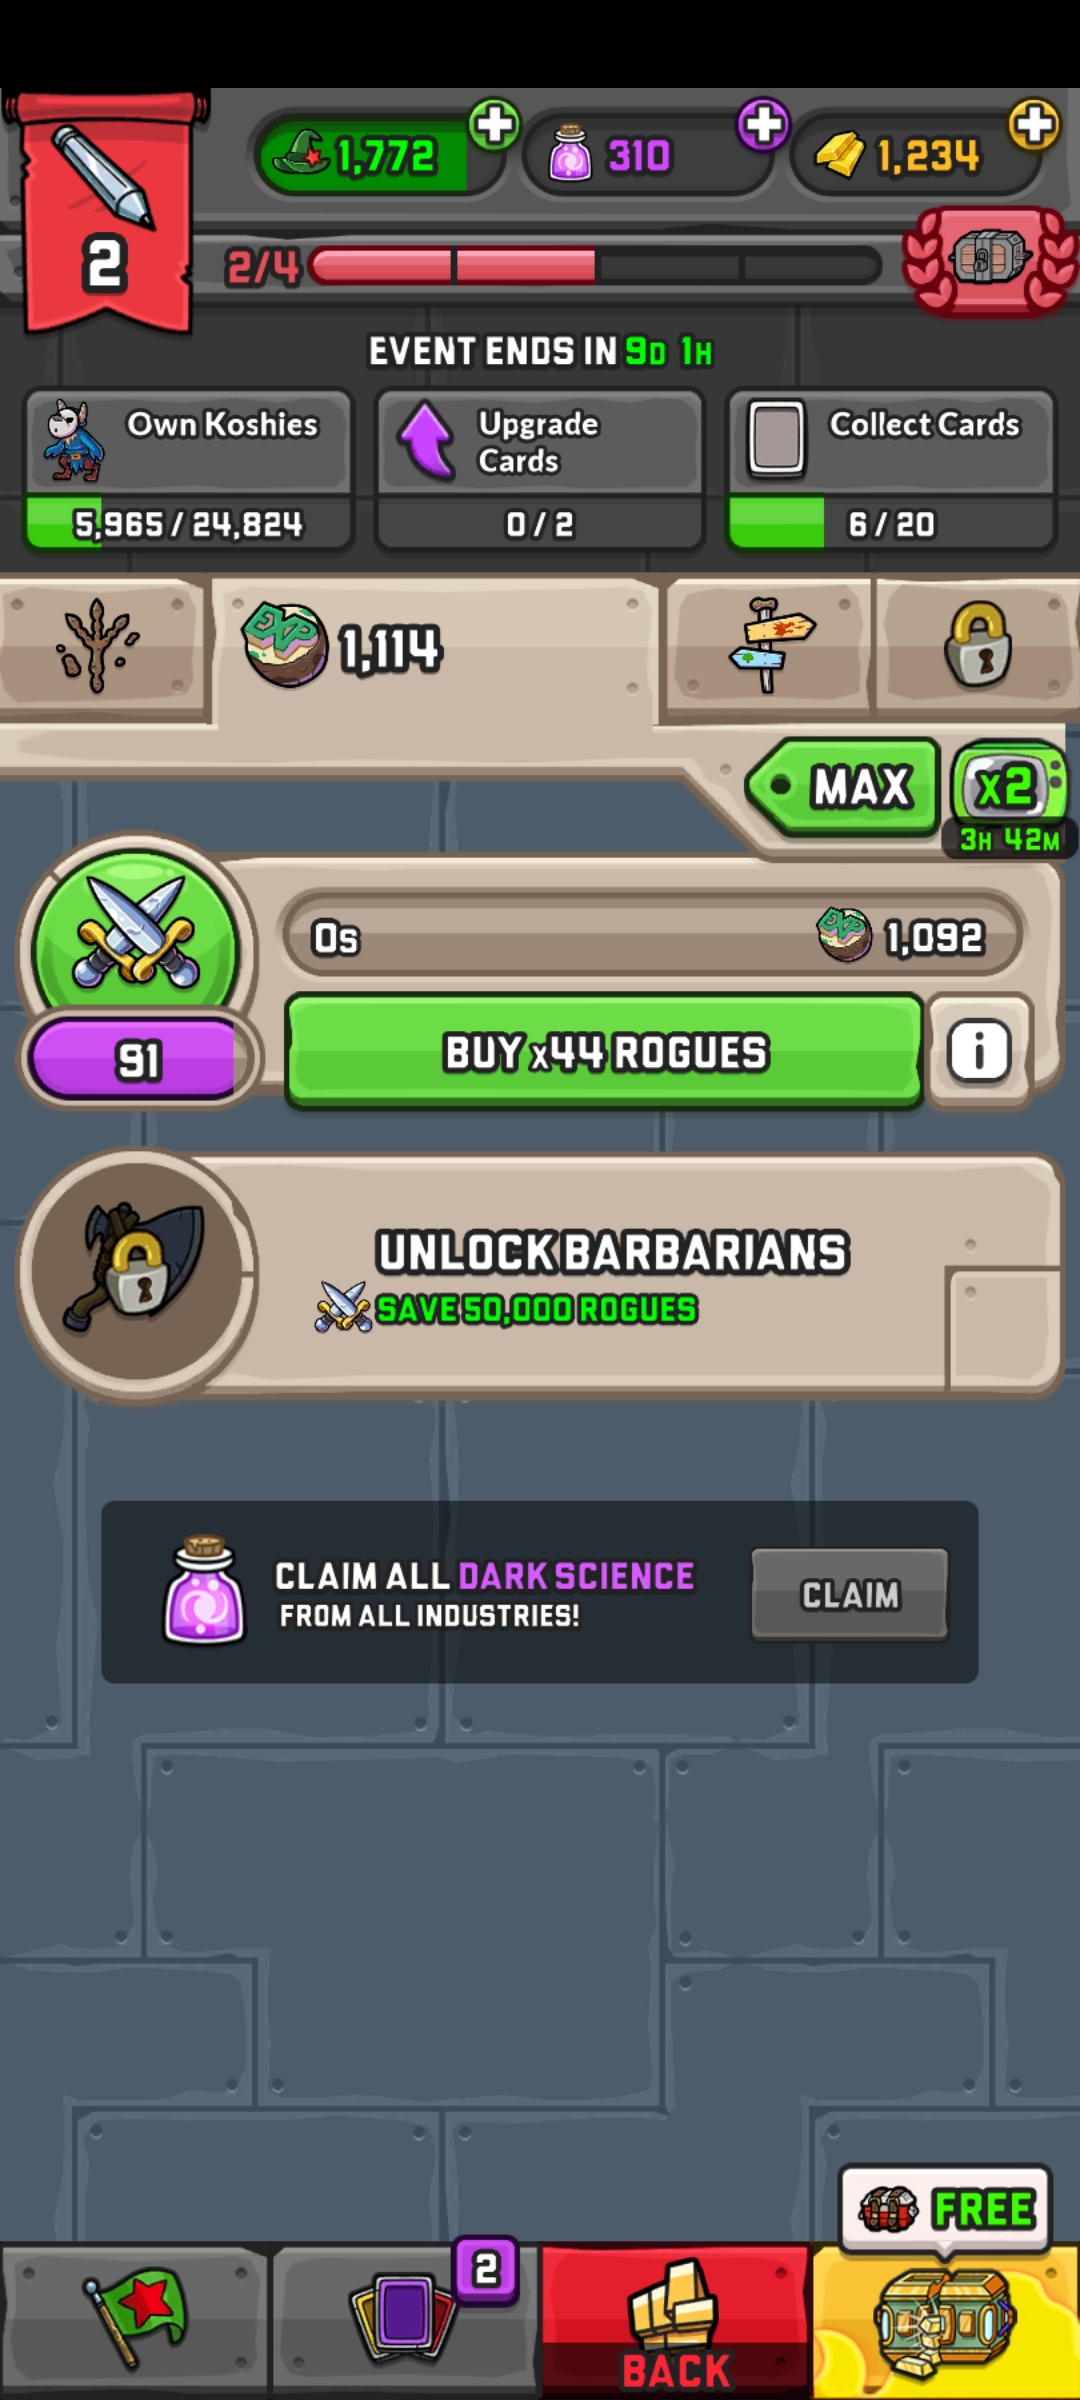 1,772
310
1,234
2
2/4
EVENT ENDS IN 9D 1H
Own Koshies
Upgrade
Cards
Collect Cards
5,965 / 24,824
0 / 2
6 / 20
EXP 1,114
MAX
x2
3H 42M
0s
EXP 1,092
91
BUY x44 ROGUES
i
UNLOCK BARBARIANS
SAVE 50,000 ROGUES
CLAIM ALL DARK SCIENCE
FROM ALL INDUSTRIES!
CLAIM
FREE
2
BACK